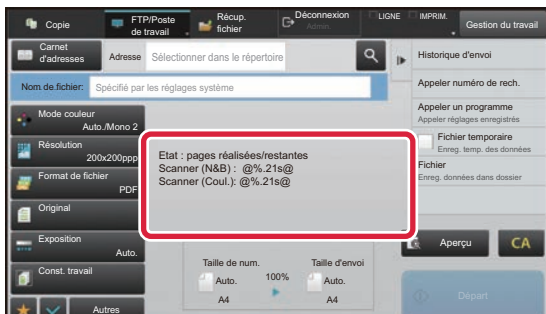 Copie
FTP/Poste
de travail
Récup.
fichier
Déconnexion
Admin.
LIGNE
IMPRIM.
Gestion du travail
Carnet
d'adresses
Adresse
Sélectionner dans le répertoire
Historique d'envoi
Nom de fichier:
Spécifié par les réglages système
Appeler numéro de rech.
Mode couleur
Auto./Mono 2
Appeler un programme
Appeler réglages enregistrés
Résolution
200x200ppp
Fichier temporaire
Enreg. temp. des données
Etat : pages réalisées/restantes
Scanner (N&B) : @%.21s@
Scanner (Coul.): @%.21s@
Format de fichier
PDF
Fichier
Enreg. données dans dossier
Original
Exposition
Auto.
Aperçu
CA
Taille de num.
Taille d'envoi
Const. travail
Auto.
100%
Auto.
A4
A4
Départ
Autres